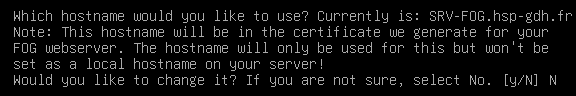 Which hostname would you like to use? Currently is: SRV-FOG.hsp-gdh.fr
Note: This hostname will be in the certificate we generate for your
FOG webserver. The hostname will only be used for this but won't be
set as a local hostname on your server!
Would you like to change it? If you are not sure, select No. [y/N] N